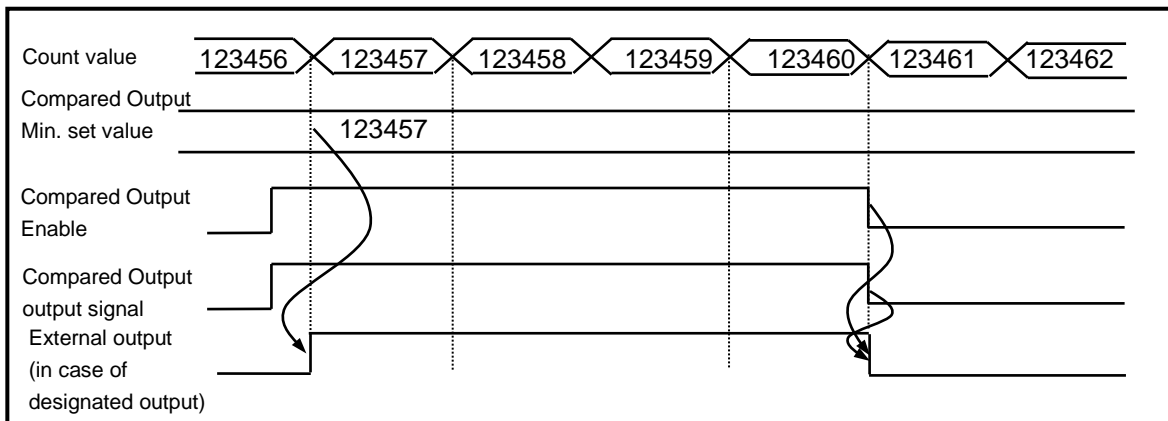 Count value 123456 123457 123458 123459 123460 123461 123462
Compared Output
Min. set value 123457
Compared Output
Enable
Compared Output
output signal
External output
(in case of
designated output)